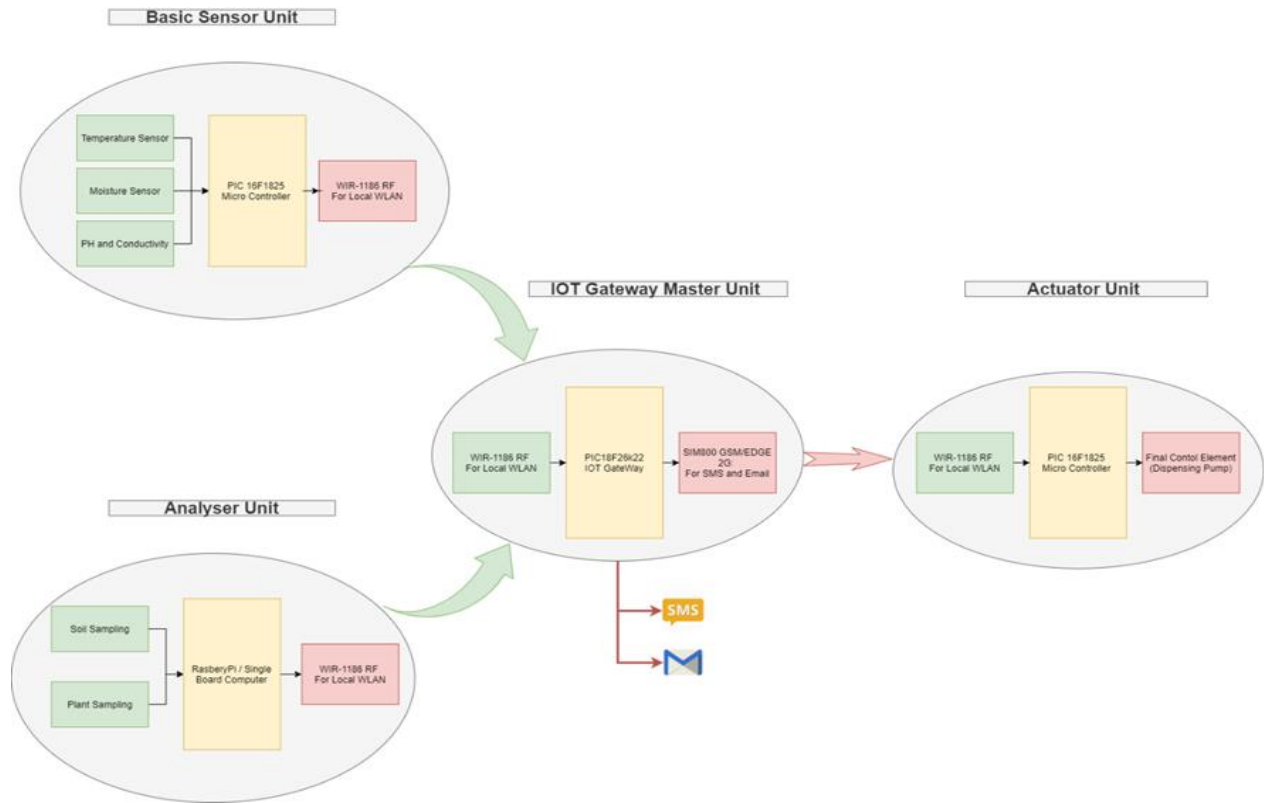 Basic Sensor Unit
Temperature Sensor
Moisture Sensor
PH and Conductivity
PIC 16F1825
Micro Controller
WIR-1186 RF
For Local WLAN
IOT Gateway Master Unit
WIR-1186 RF
For Local WLAN
PIC18F26k22
IOT GateWay
SIM800 GSM/EDGE
2G:
For SMS and Email
SMS
Actuator Unit
WIR-1186 RF
For Local WLAN
PIC 16F1825
Micro Controller
Final Contol Element
(Dispensing Pump)
Analyser Unit
Soil Sampling
Plant Sampling
RasberyPi / Single
Board Computer
WIR-1186 RF
For Local WLAN